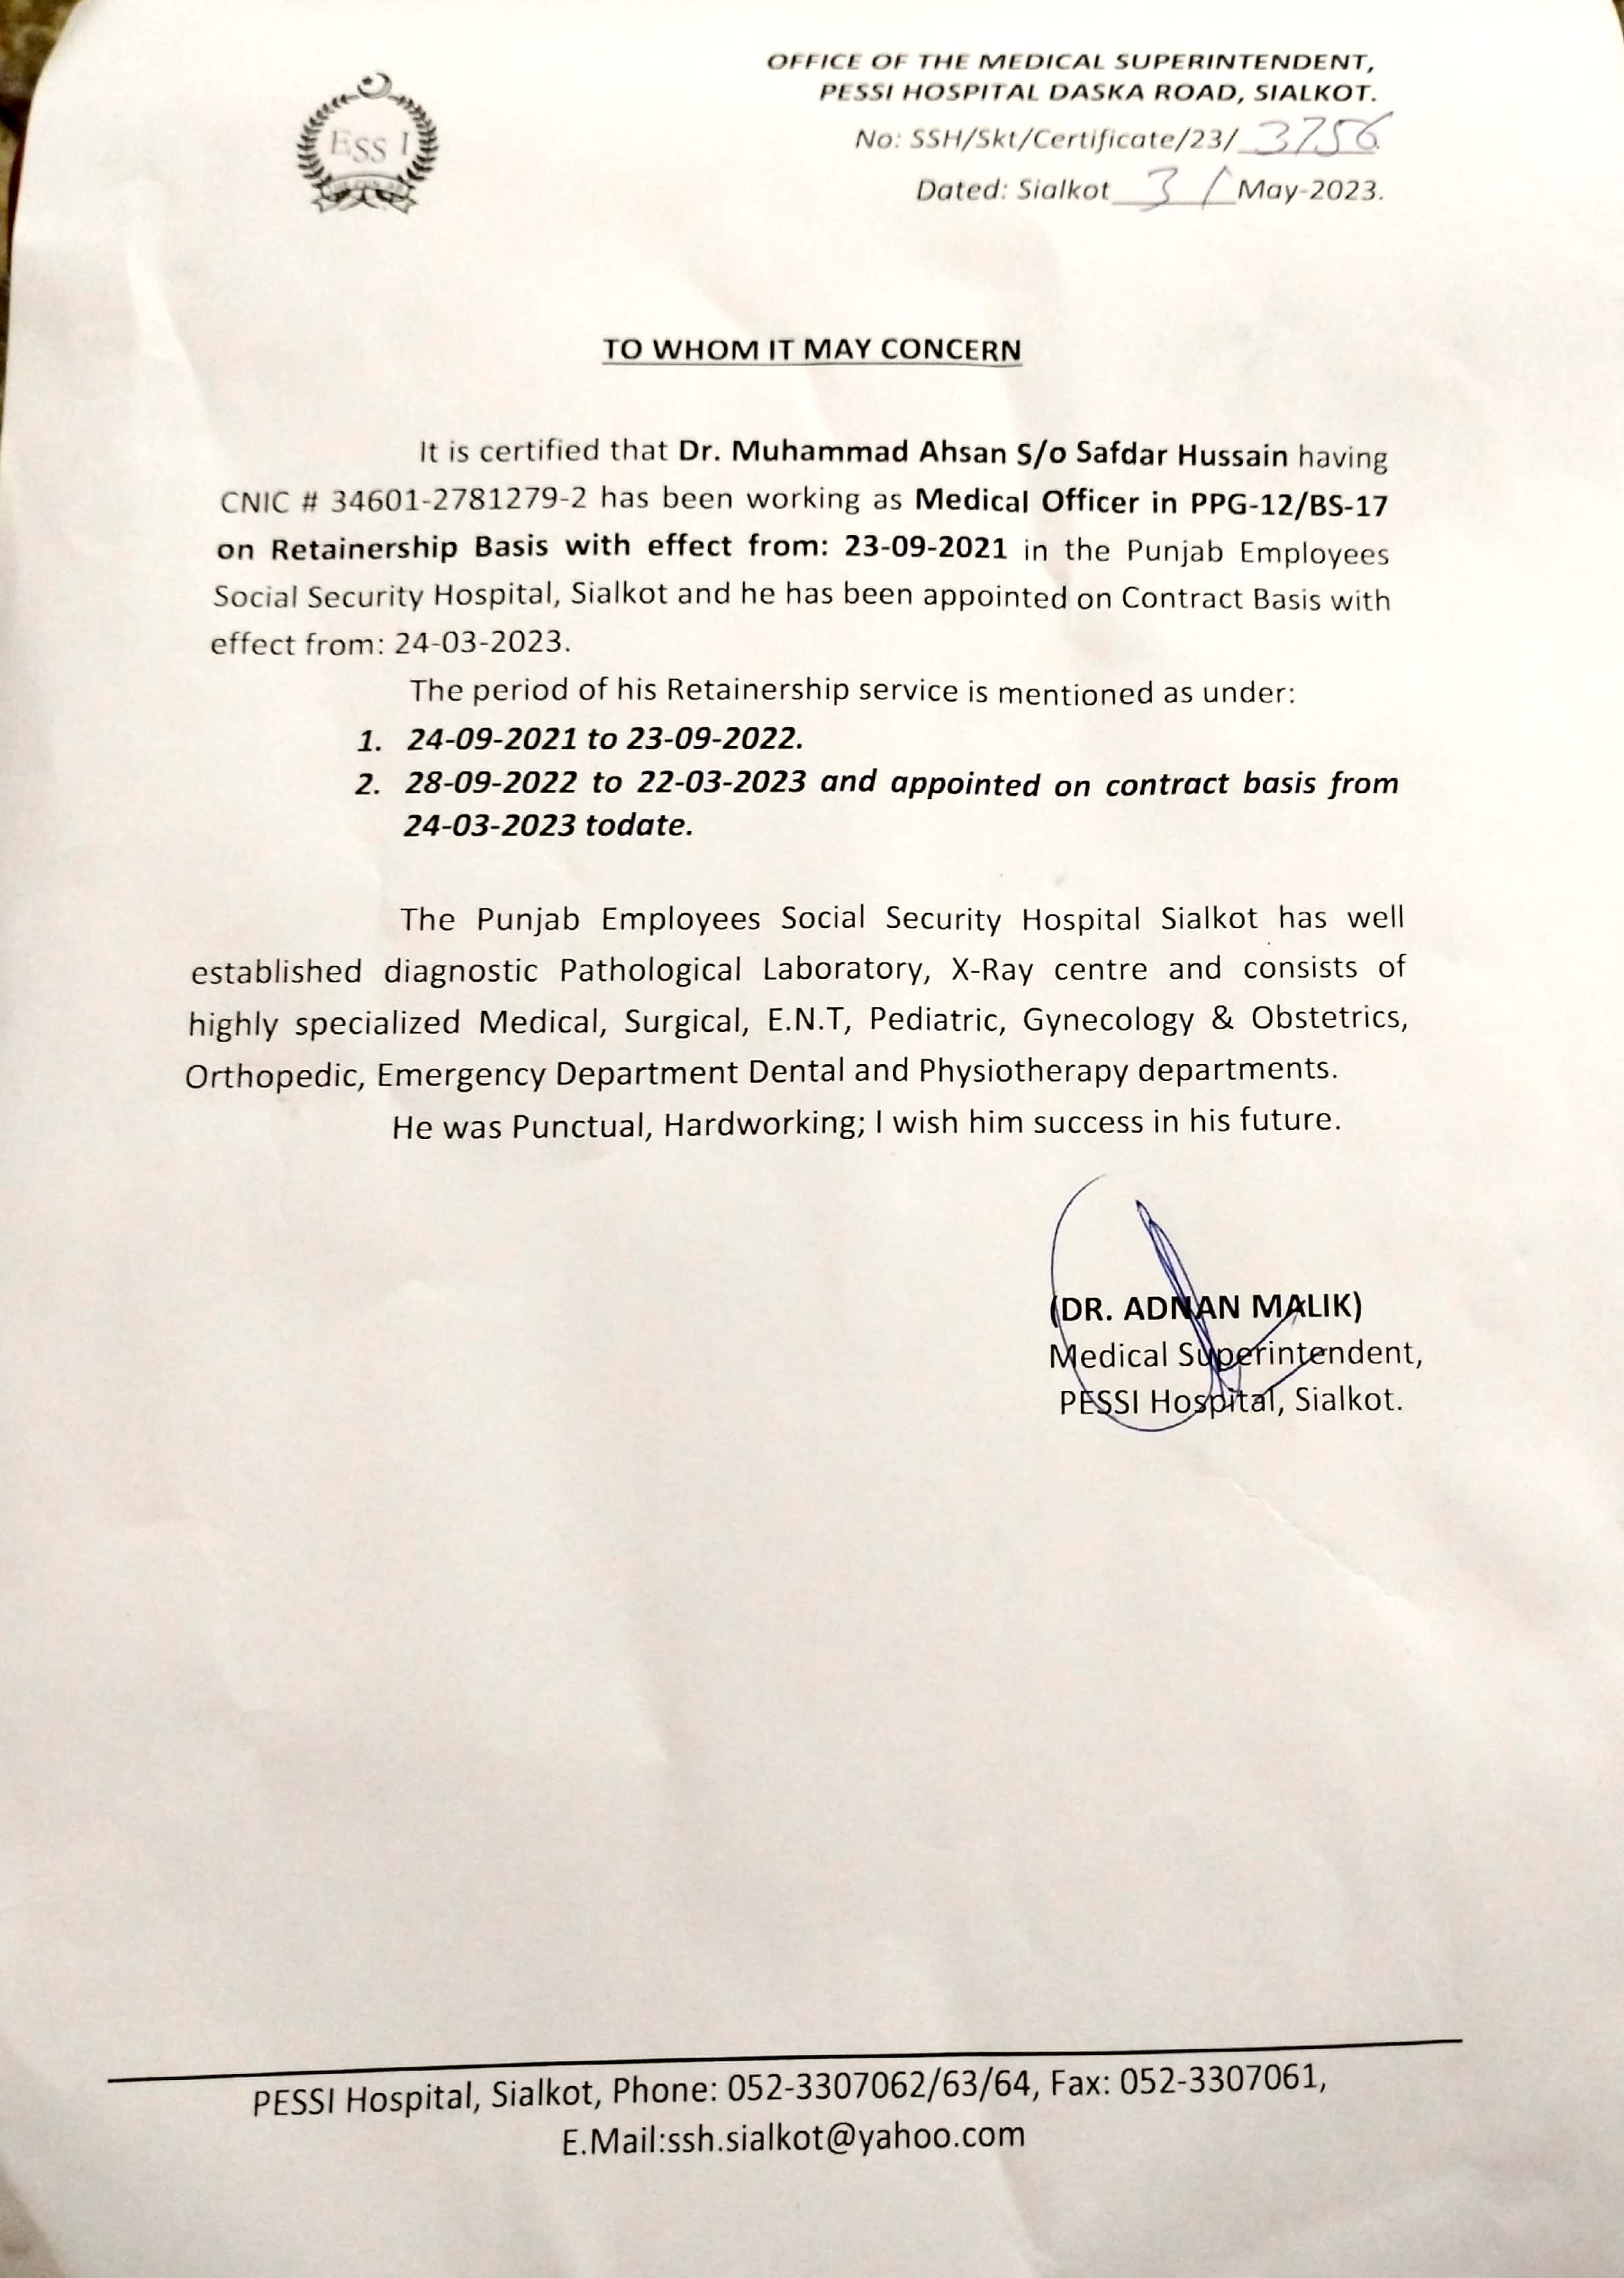 ESSI
OFFICE OF THE MEDICAL SUPERINTENDENT,
PESSI HOSPITAL DASKA ROAD, SIALKOT.
No: SSH/Skt/Certificate/23/ 3756
Dated: Sialkot 3 / May-2023.
TO WHOM IT MAY CONCERN
It is certified that Dr. Muhammad Ahsan S/o Safdar Hussain having
CNIC # 34601-2781279-2 has been working as Medical Officer in PPG-12/BS-17
on Retainership Basis with effect from: 23-09-2021 in the Punjab Employees
Social Security Hospital, Sialkot and he has been appointed on Contract Basis with
effect from: 24-03-2023.
The period of his Retainership service is mentioned as under:
1. 24-09-2021 to 23-09-2022.
2. 28-09-2022 to 22-03-2023 and appointed on contract basis from
24-03-2023 todate.
The Punjab Employees Social Security Hospital Sialkot has well
established diagnostic Pathological Laboratory, X-Ray centre and consists of
highly specialized Medical, Surgical, E.N.T, Pediatric, Gynecology & Obstetrics,
Orthopedic, Emergency Department Dental and Physiotherapy departments.
He was Punctual, Hardworking; I wish him success in his future.
(DR. ADNAN MALIK)
Medical Superintendent,
PESSI Hospital, Sialkot.
PESSI Hospital, Sialkot, Phone: 052-3307062/63/64, Fax: 052-3307061,
E.Mail:ssh.sialkot@yahoo.com